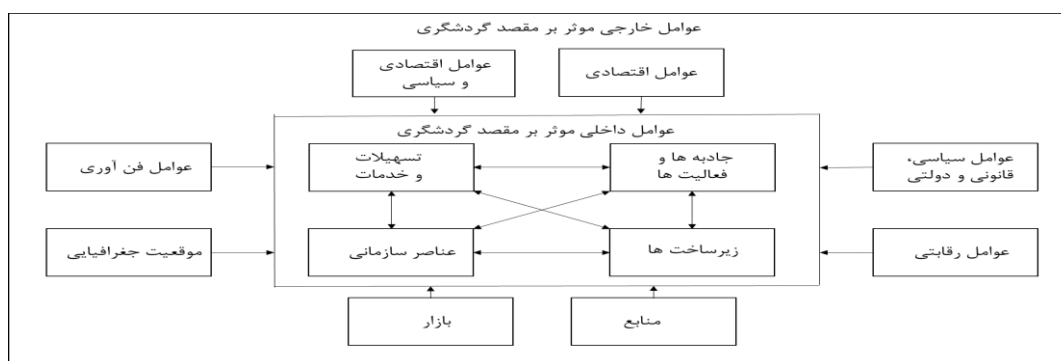 عوامل خارجی موثر بر مقصد گردشگری
عوامل اقتصادی
عوامل اقتصادی
و سیاسی
عوامل داخلی موثر بر مقصد گردشگری
جادبه ها و
فعالیت ها
تسهیلات
و خدمات
عوامل سیاسی،
قانونی و دولتی
عوامل فن آوری
زیرساخت ها
عناصر سازمانی
عوامل رقابتی
موقعیت جغرافیایی
منابع
بازار